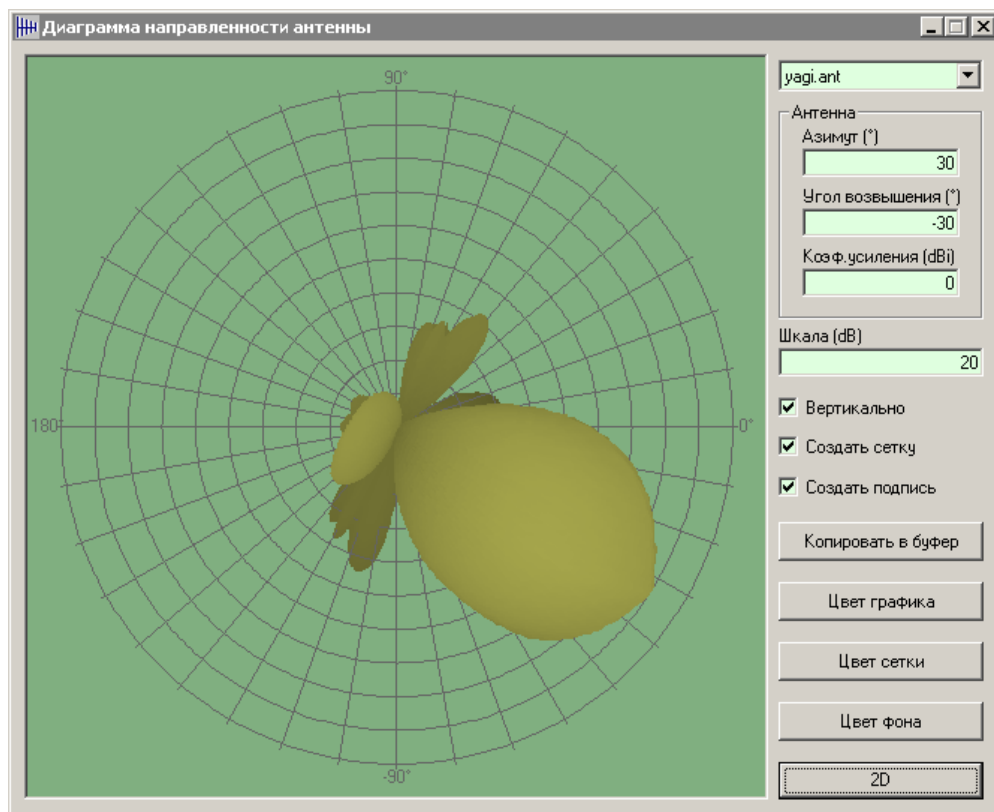 Диаграмма направленности антенны
90°
180°
0°
-90°
yagi.ant
Антенна
Азимут (°)
30
Угол возвышения (°)
-30
Коэф.усиления (dBi)
0
Шкала (dB)
20
Вертикально
Создать сетку
Создать подпись
Копировать в буфер
Цвет графика
Цвет сетки
Цвет фона
2D